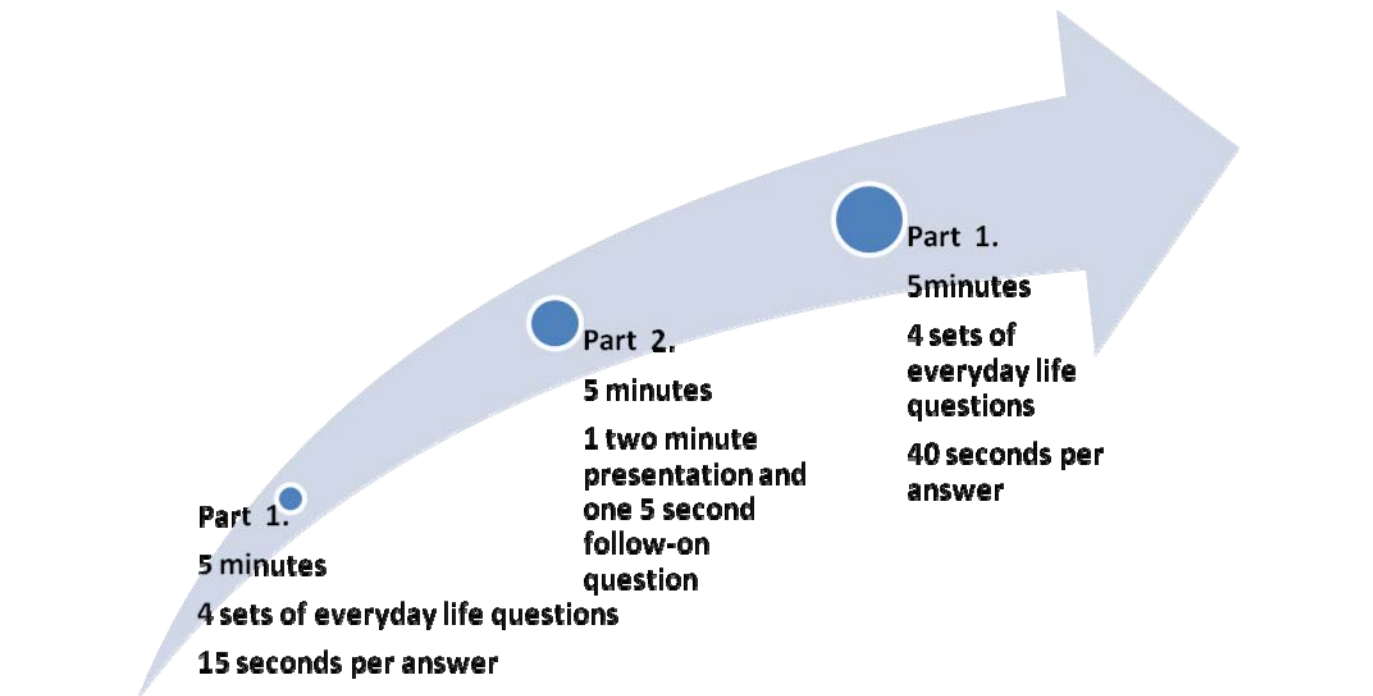 Part 1.
5 minutes
4 sets of everyday life questions
15 seconds per answer
Part 2.
5 minutes
1 two minute
presentation and
one 5 second
follow-on
question
Part 1.
5minutes
4 sets of
everyday life
questions
40 seconds per
answer